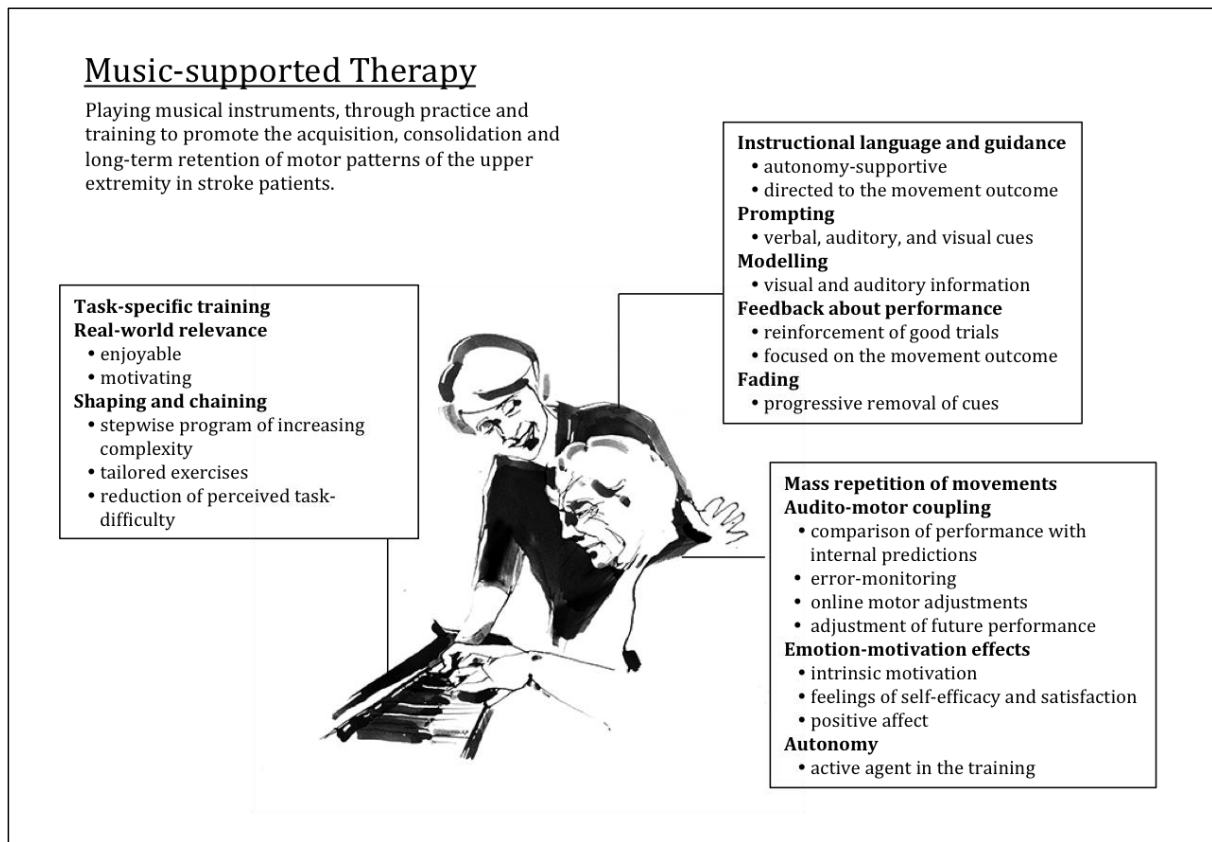 Music-supported Therapy
Playing musical instruments, through practice and
training to promote the acquisition, consolidation and
long-term retention of motor patterns of the upper
extremity in stroke patients.
Instructional language and guidance
• autonomy-supportive
• directed to the movement outcome
Prompting
• verbal, auditory, and visual cues
Modelling
• visual and auditory information
Feedback about performance
• reinforcement of good trials
• focused on the movement outcome
Fading
• progressive removal of cues
Task-specific training
Real-world relevance
• enjoyable
• motivating
Shaping and chaining
• stepwise program of increasing
complexity
• tailored exercises
• reduction of perceived task-
difficulty
Mass repetition of movements
Audito-motor coupling
• comparison of performance with
internal predictions
• error-monitoring
• online motor adjustments
• adjustment of future performance
Emotion-motivation effects
• intrinsic motivation
• feelings of self-efficacy and satisfaction
• positive affect
Autonomy
• active agent in the training